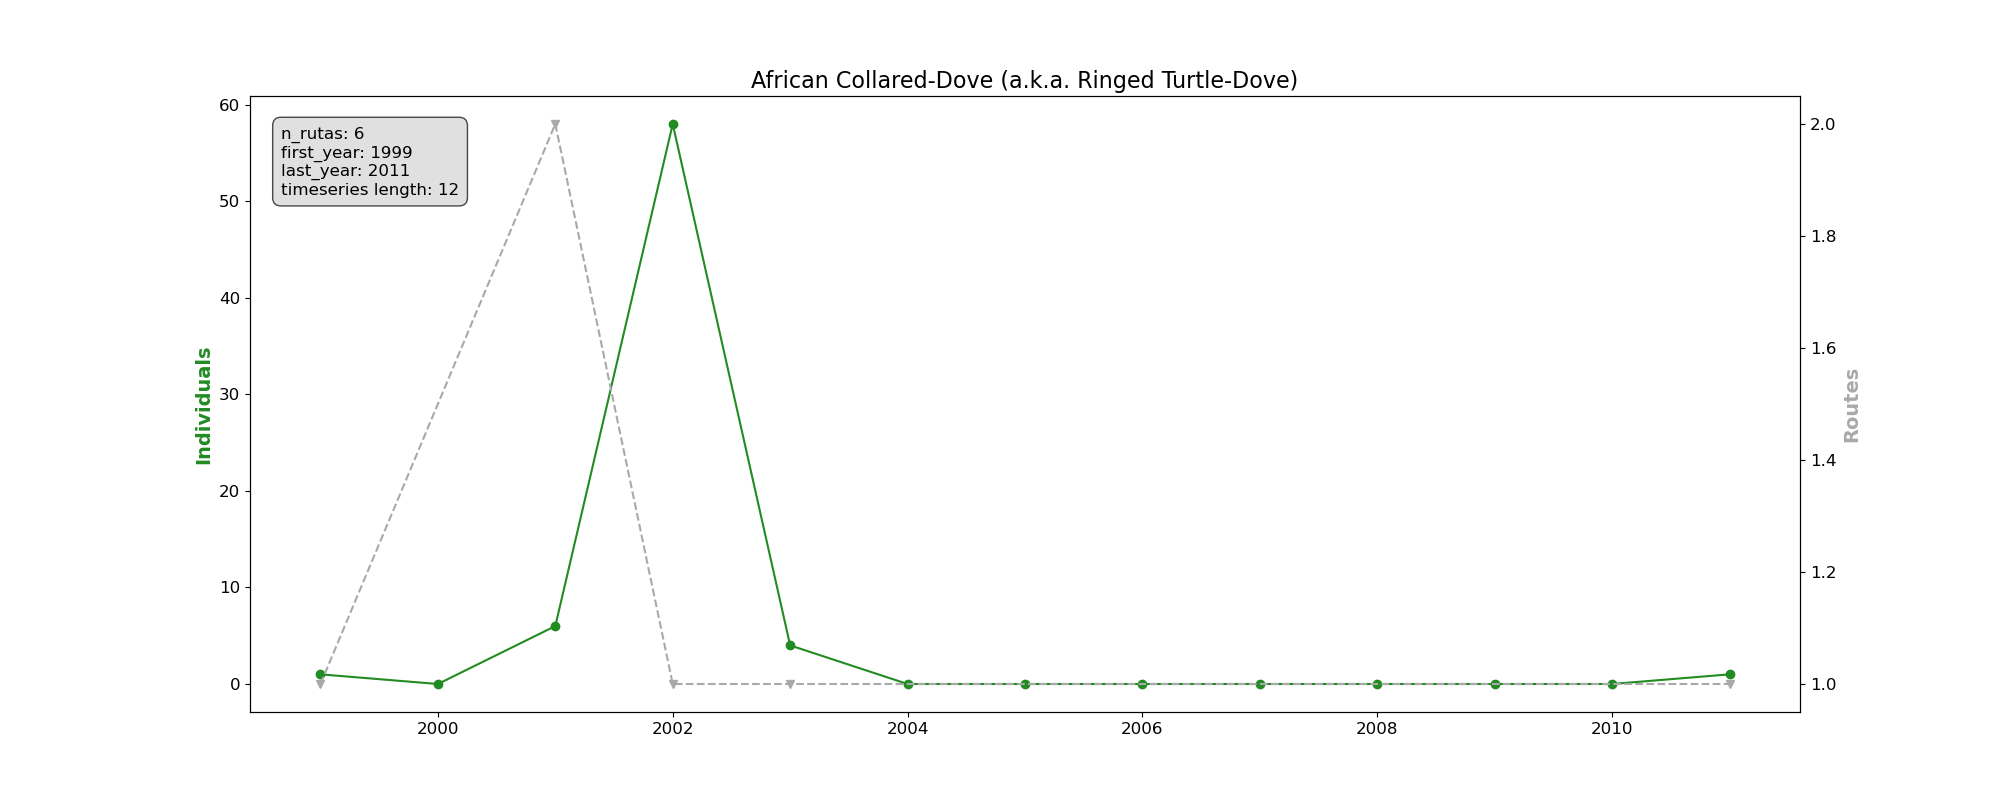 African Collared-Dove (a.k.a. Ringed Turtle-Dove)
n_rutas: 6
first_year: 1999
last_year: 2011
timeseries length: 12
Individuals
60
50
40
30
20
10
0
2000 2002 2004 2006 2008 2010
2.0
1.8
1.6
1.4
1.2
1.0
Routes